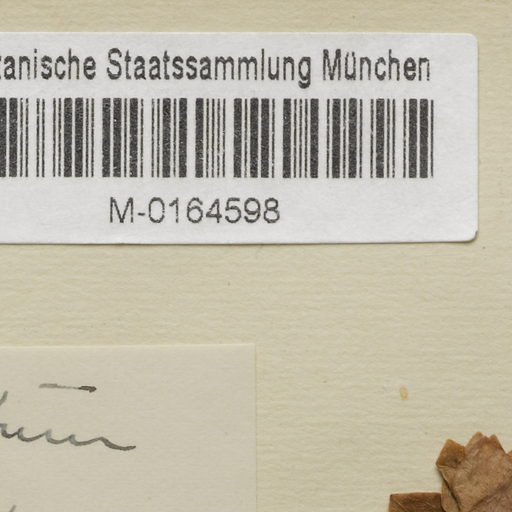 tanische Staatssammlung München
M-0164598